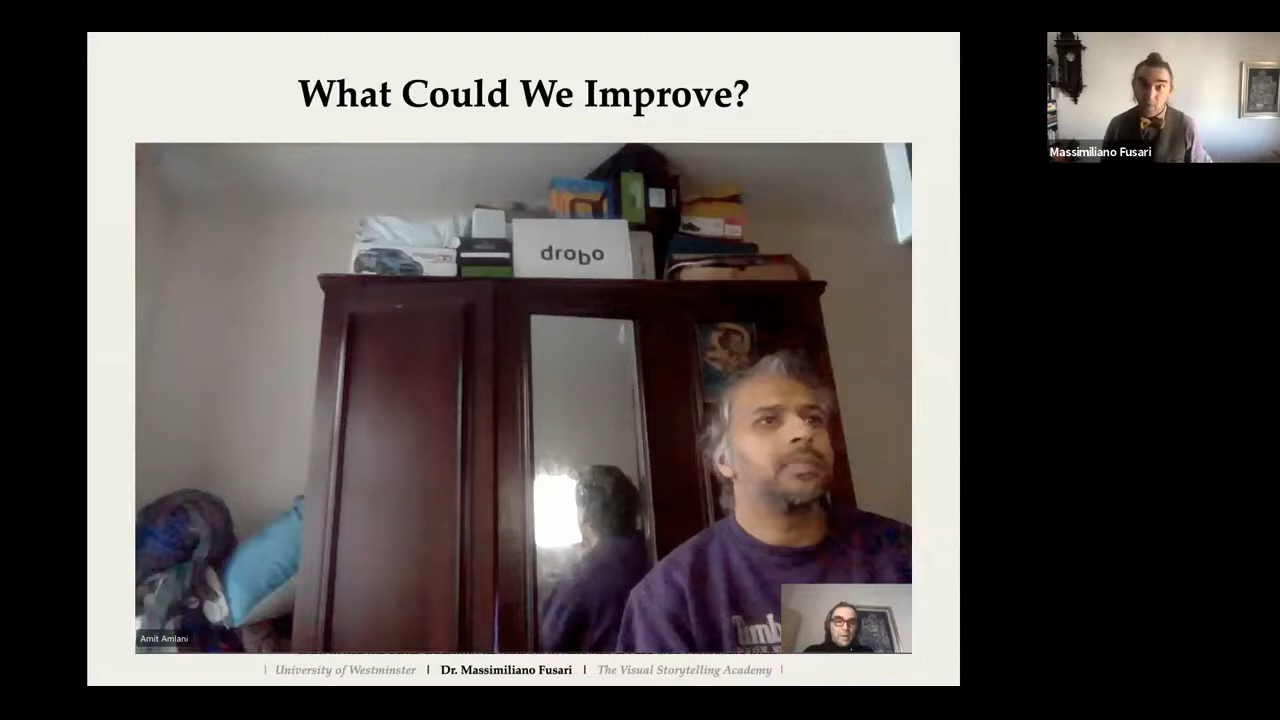 What Could We Improve?
Massimiliano Fusari
drobo
Amit Amlani
| University of Westminster | Dr. Massimiliano Fusari | The Visual Storytelling Academy |